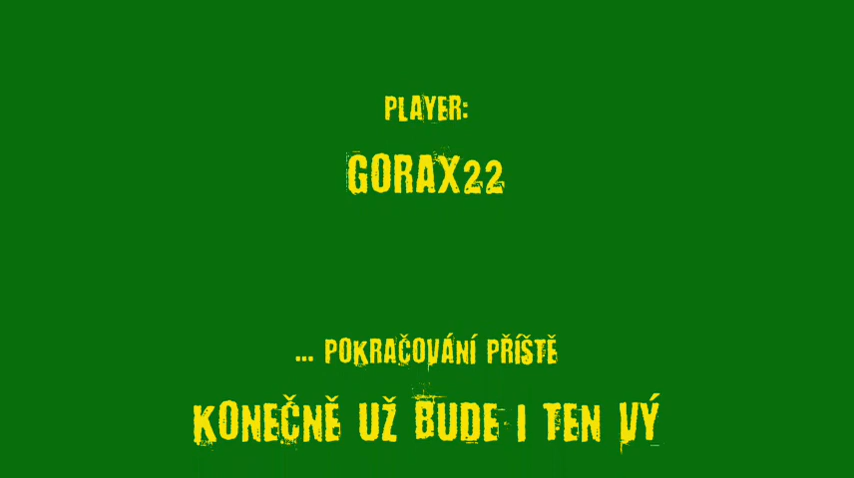 PLAYER:
GORAX22
... POKRAČOVÁNÍ PŘÍŠTĚ
KONEČNĚ UŽ BUDE I TEN VÝ